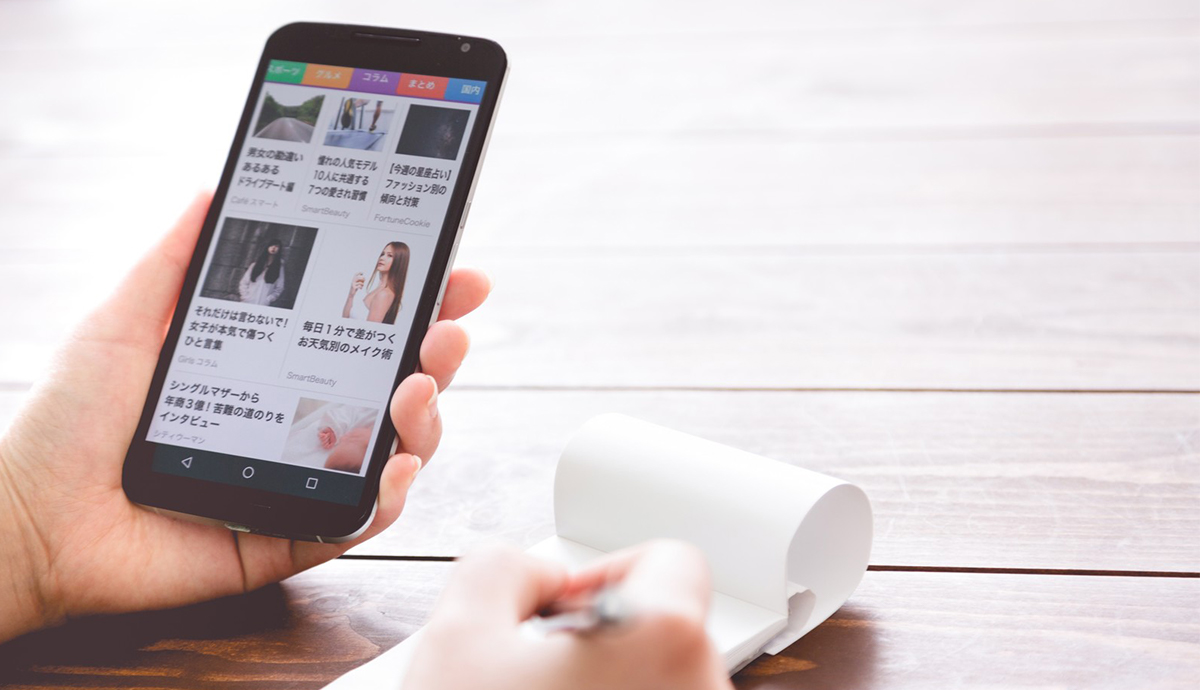 スポーツ
グルメ
コラム
まとめ
国内
男女の勘違い
あるある
ドライブデート編
Café スマート
憧れの人気モデル
10人に共通する
7つの愛され習慣
SmartBeauty
【今週の星座占い】
ファッション別の
傾向と対策
FortuneCookie
それだけは言わないで!
女子が本気で傷つく
ひと言集
Girls コラム
毎日1分で差がつく
お天気別のメイク術
SmartBeauty
シングルマザーから
年商3億!苦難の道のりを
インタビュー
シティウーマン